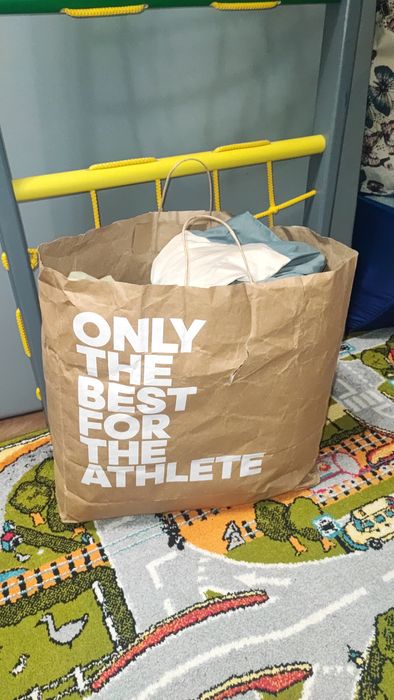 ONLY
THE
BEST
FOR
THE
ATHLETE